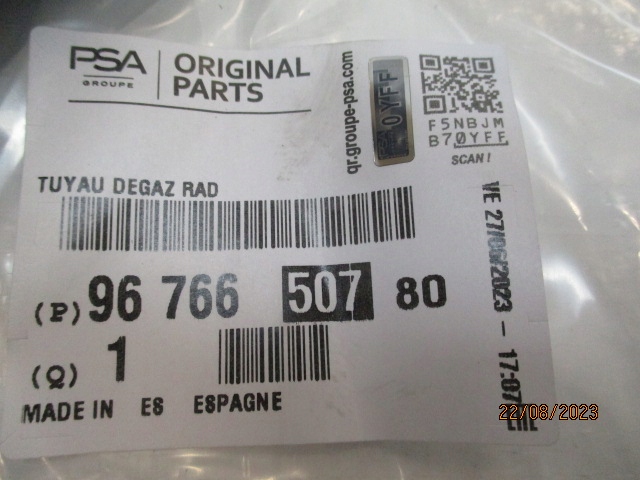 PSA
GROUPE
ORIGINAL
PARTS
qr.groupe-psa.com
0YFF
F5NBJM
B70YFF
SCAN!
TUYAU DEGAZ RAD
(P) 96 766 507 80
(Q) 1
MADE IN ES ESPAGNE
VE 27/06/2023 - 17:07
22/08/2023